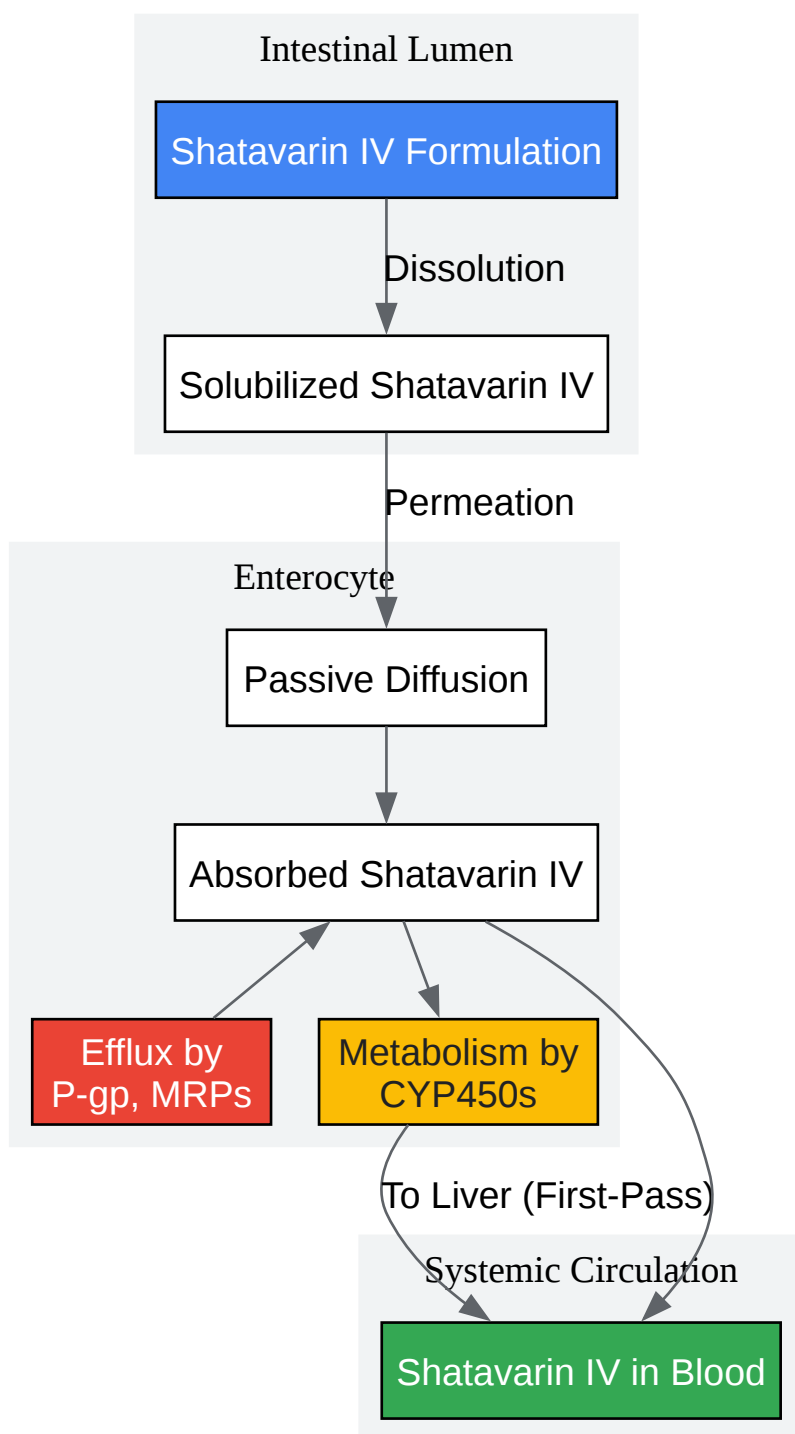 Intestinal Lumen
Shatavarin IV Formulation
Dissolution
Solubilized Shatavarin IV
Permeation
Enterocyte
Passive Diffusion
Absorbed Shatavarin IV
Efflux by
P-gp, MRPs
Metabolism by
CYP450s
To Liver (First-Pass)
Systemic Circulation
Shatavarin IV in Blood